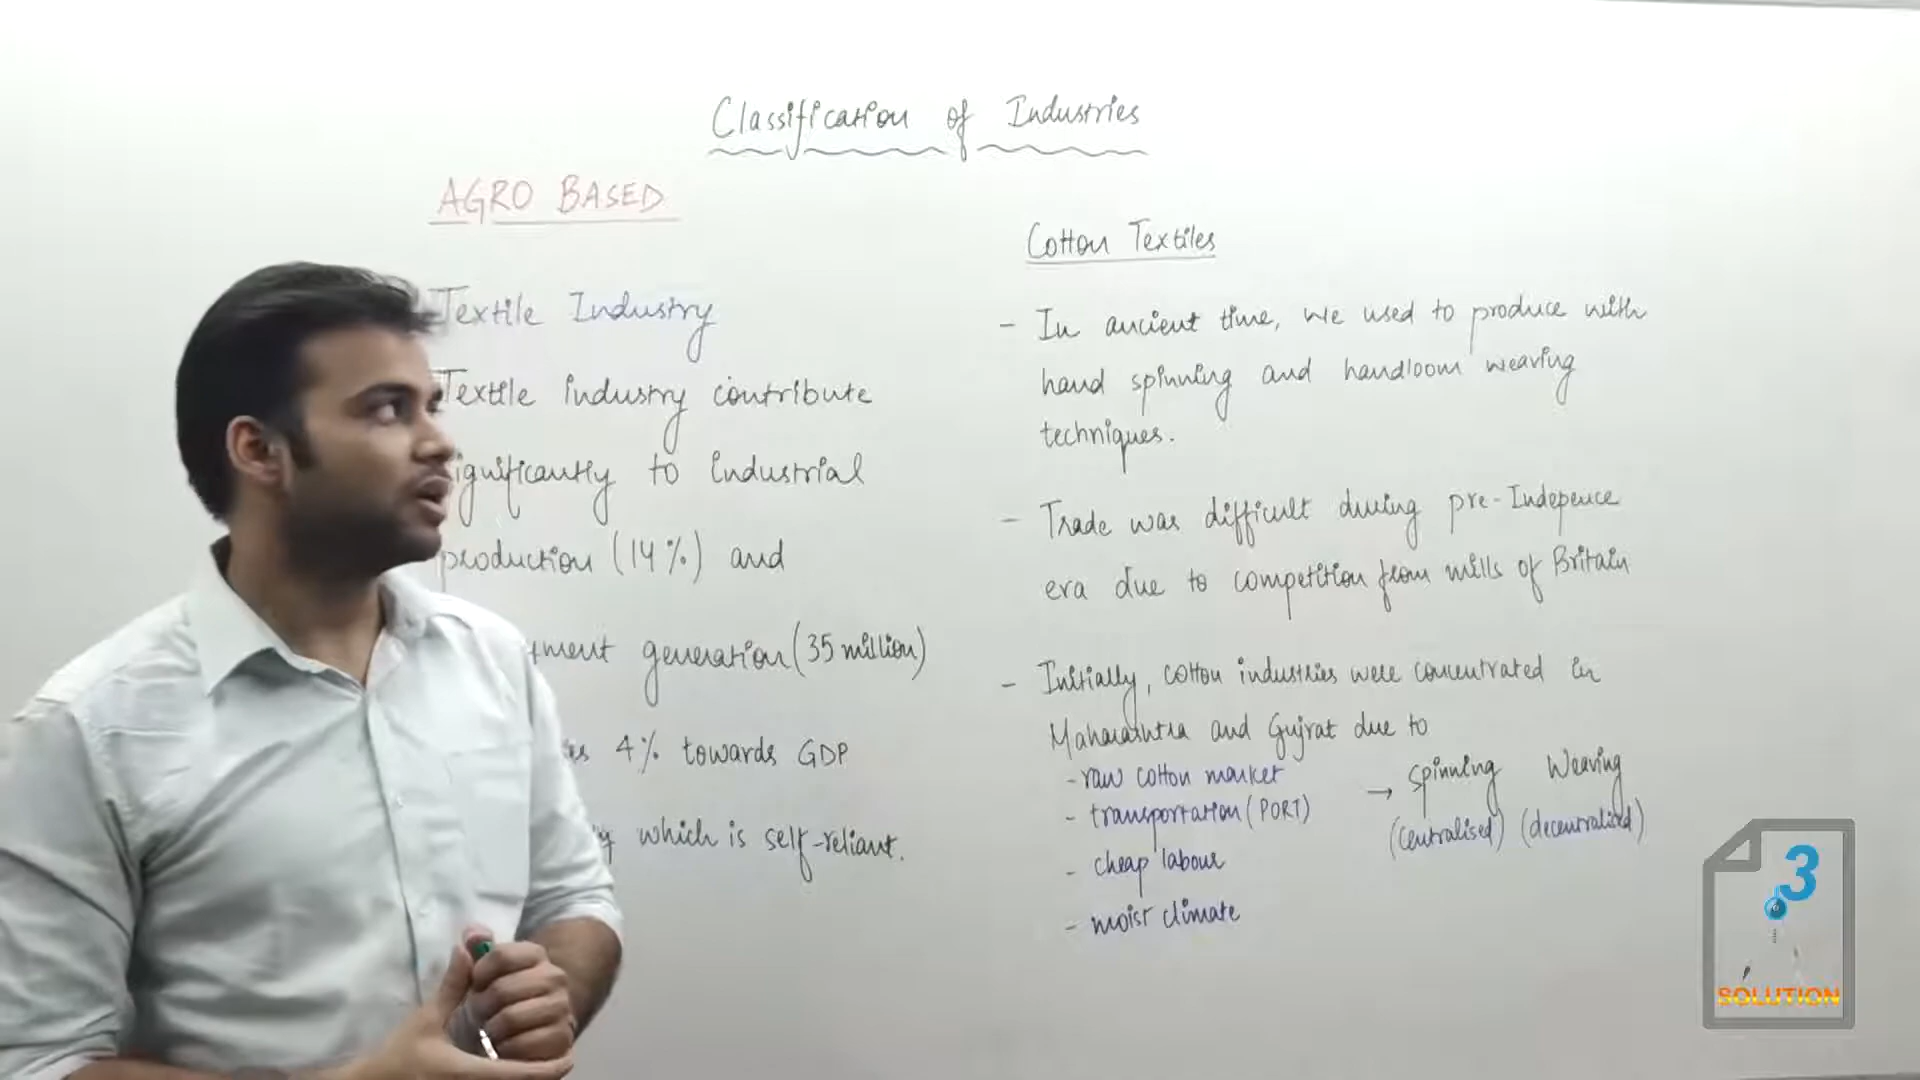 Classification of Industries
AGRO BASED
Textile Industry
Textile industry contribute
significantly to industrial
production (14%) and
generation (35 million)
4% towards GDP
which is self-reliant.
Cotton Textiles
- In ancient time, we used to produce with
hand spinning and handloom weaving
techniques.
- Trade was difficult during pre-Indepence
era due to competition from mills of Britain
- Initially, cotton industries were concentrated in
Maharashtra and Gujrat due to
- raw cotton market
- transportation (PORT)
- cheap labour
- moist climate
→ Spinning Weaving
(centralised) (decentralized)
3
SOLUTION